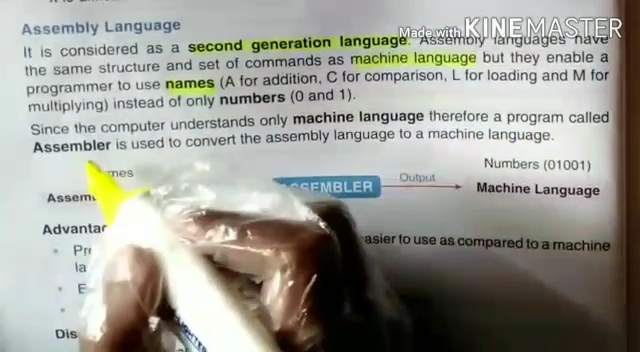 Made with KINEMASTER
Assembly Language
It is considered as a second generation language. Assembly languages have
the same structure and set of commands as machine language but they enable a
programmer to use names (A for addition, C for comparison, L for loading and M for
multiplying) instead of only numbers (0 and 1).
Since the computer understands only machine language therefore a program called
Assembler is used to convert the assembly language to a machine language.
Numbers (01001)
ASSEMBLER Output Machine Language
asier to use as compared to a machine